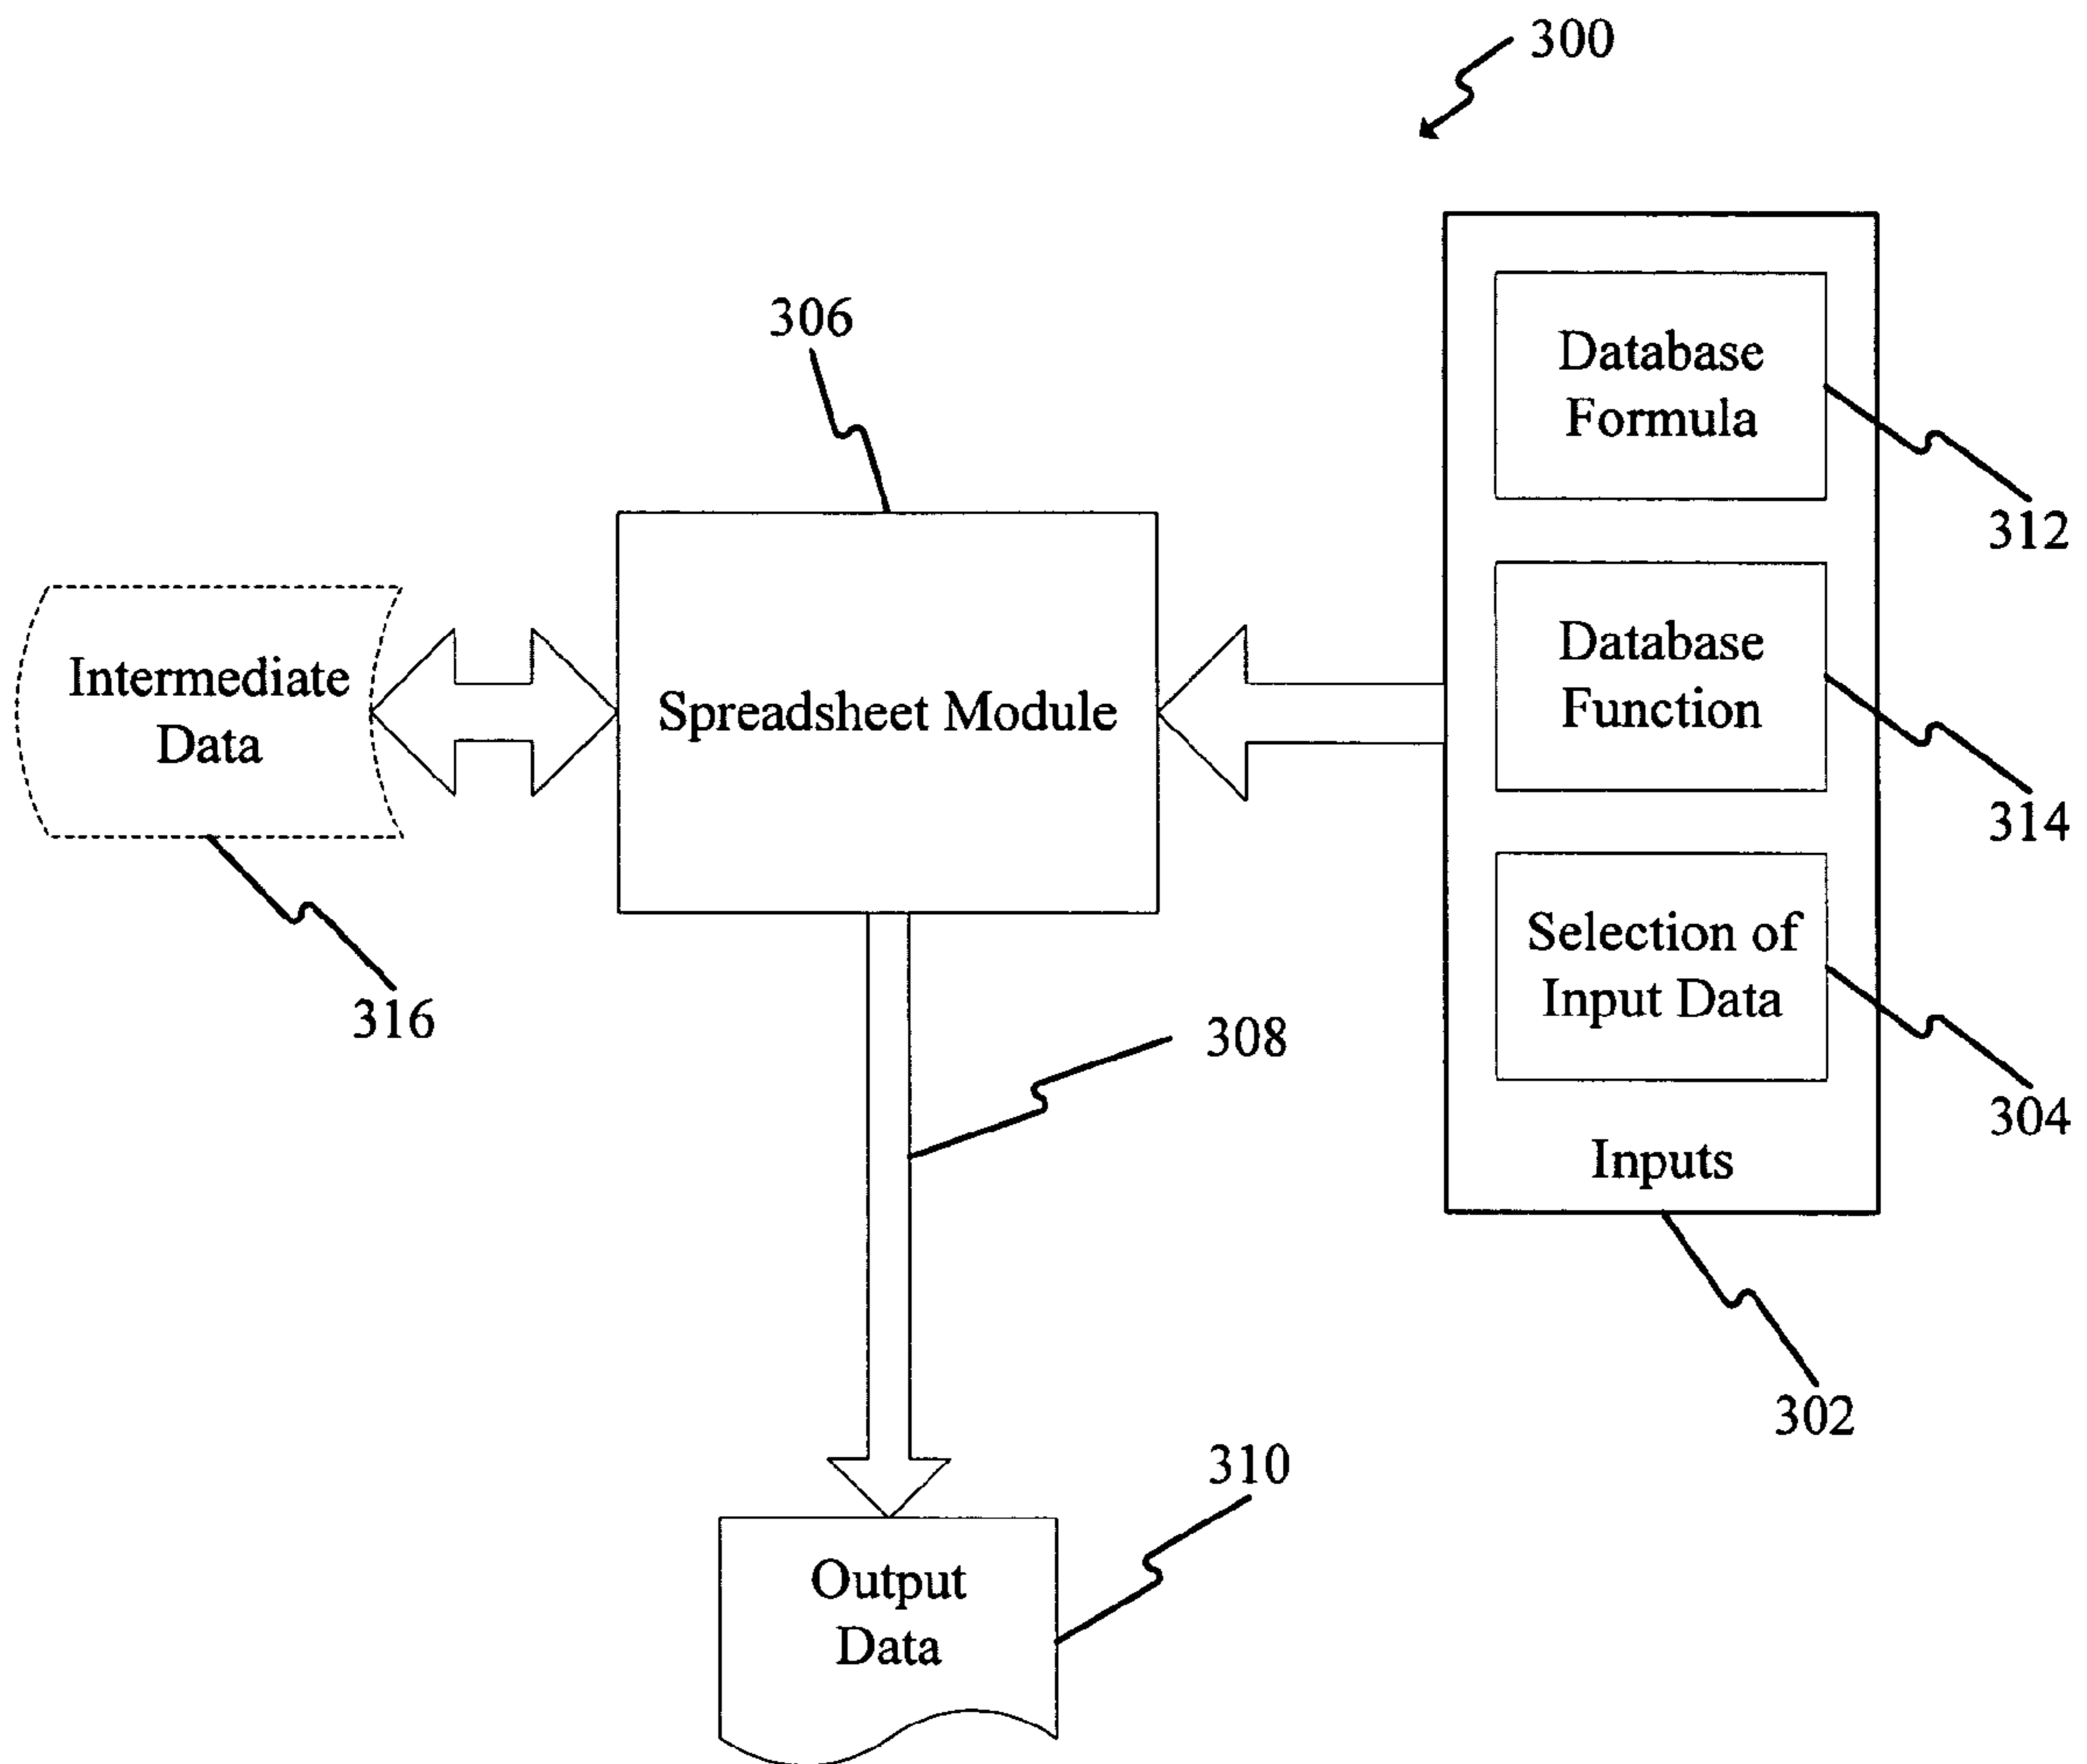 300
306
Database
Formula
312
Database
Function
314
Intermediate
Data
Spreadsheet Module
Selection of
Input Data
304
316
308
Inputs
302
310
Output
Data